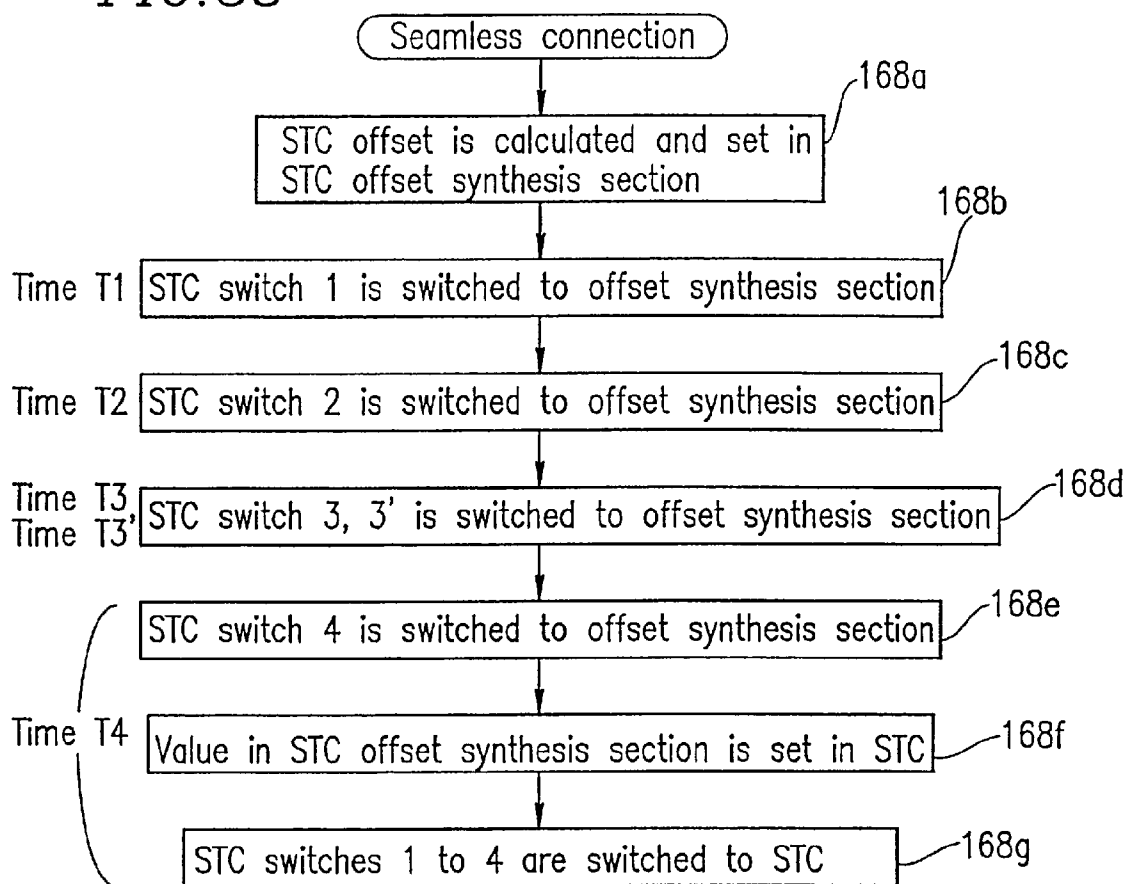 Seamless connection
168a
STC offset is calculated and set in
STC offset synthesis section
168b
Time T1
STC switch 1 is switched to offset synthesis section
168c
Time T2
STC switch 2 is switched to offset synthesis section
168d
Time T3,
Time T3'
STC switch 3, 3' is switched to offset synthesis section
168e
STC switch 4 is switched to offset synthesis section
Time T4
168f
Value in STC offset synthesis section is set in STC
168g
STC switches 1 to 4 are switched to STC